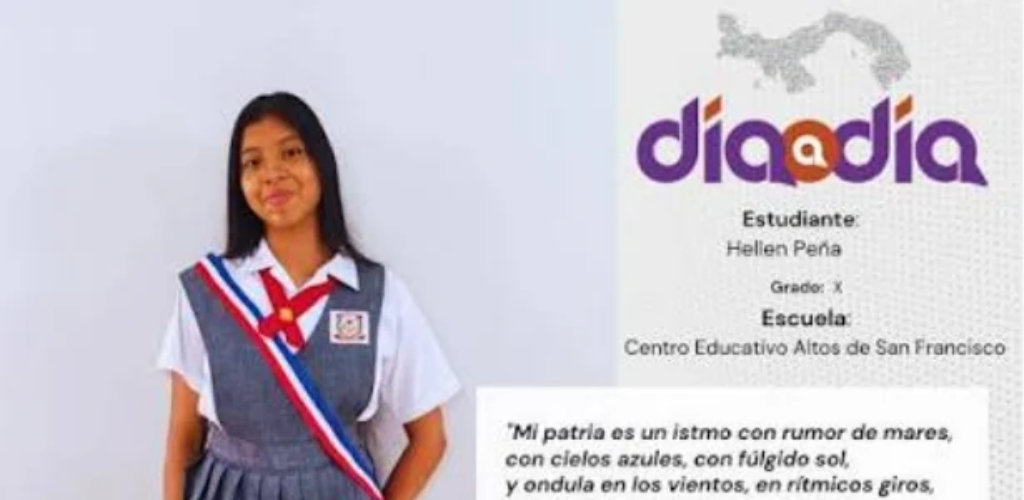 díaadía
Estudiante:
Hellen Peña
Grado: X
Escuela:
Centro Educativo Altos de San Francisco
"Mi patria es un istmo con rumor de mares,
con cielos azules, con fúlgido sol,
y ondula en los vientos, en rítmicos giros,